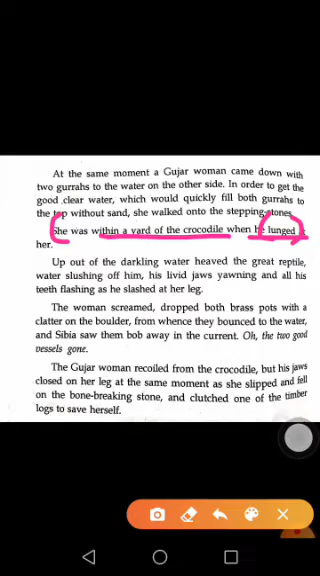 At the same moment a Gujar woman came down with
two gurrahs to the water on the other side. In order to get the
good clear water, which would quickly fill both gurrahs to
the top without sand, she walked onto the stepping-stones.
She was within a yard of the crocodile when he lunged at
her.
Up out of the darkling water heaved the great reptile,
water slushing off him, his livid jaws yawning and all his
teeth flashing as he slashed at her leg.
The woman screamed, dropped both brass pots with a
clatter on the boulder, from whence they bounced to the water,
and Sibia saw them bob away in the current. Oh, the two good
vessels gone.
The Gujar woman recoiled from the crocodile, but his jaws
closed on her leg at the same moment as she slipped and fell
on the bone-breaking stone, and clutched one of the timber
logs to save herself.